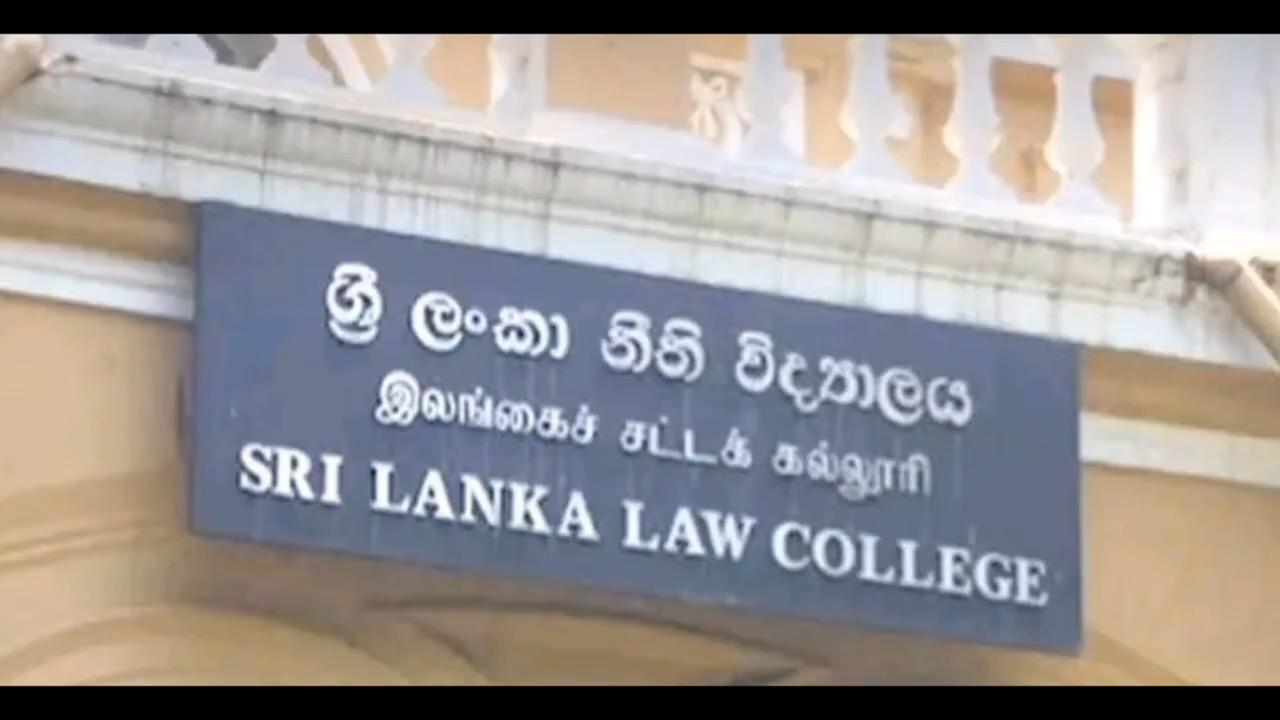 ශ්‍රී ලංකා නීති විද්‍යාලය
இலங்கைச் சட்டக் கல்லூரி
SRI LANKA LAW COLLEGE